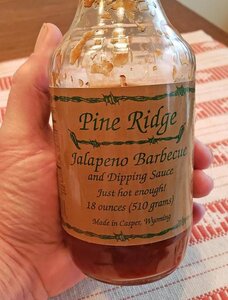 Pine Ridge
Jalapeno Barbecue
and Dipping Sauce
Just hot enough!
18 ounces (510 grams)
Made in Casper, Wyoming